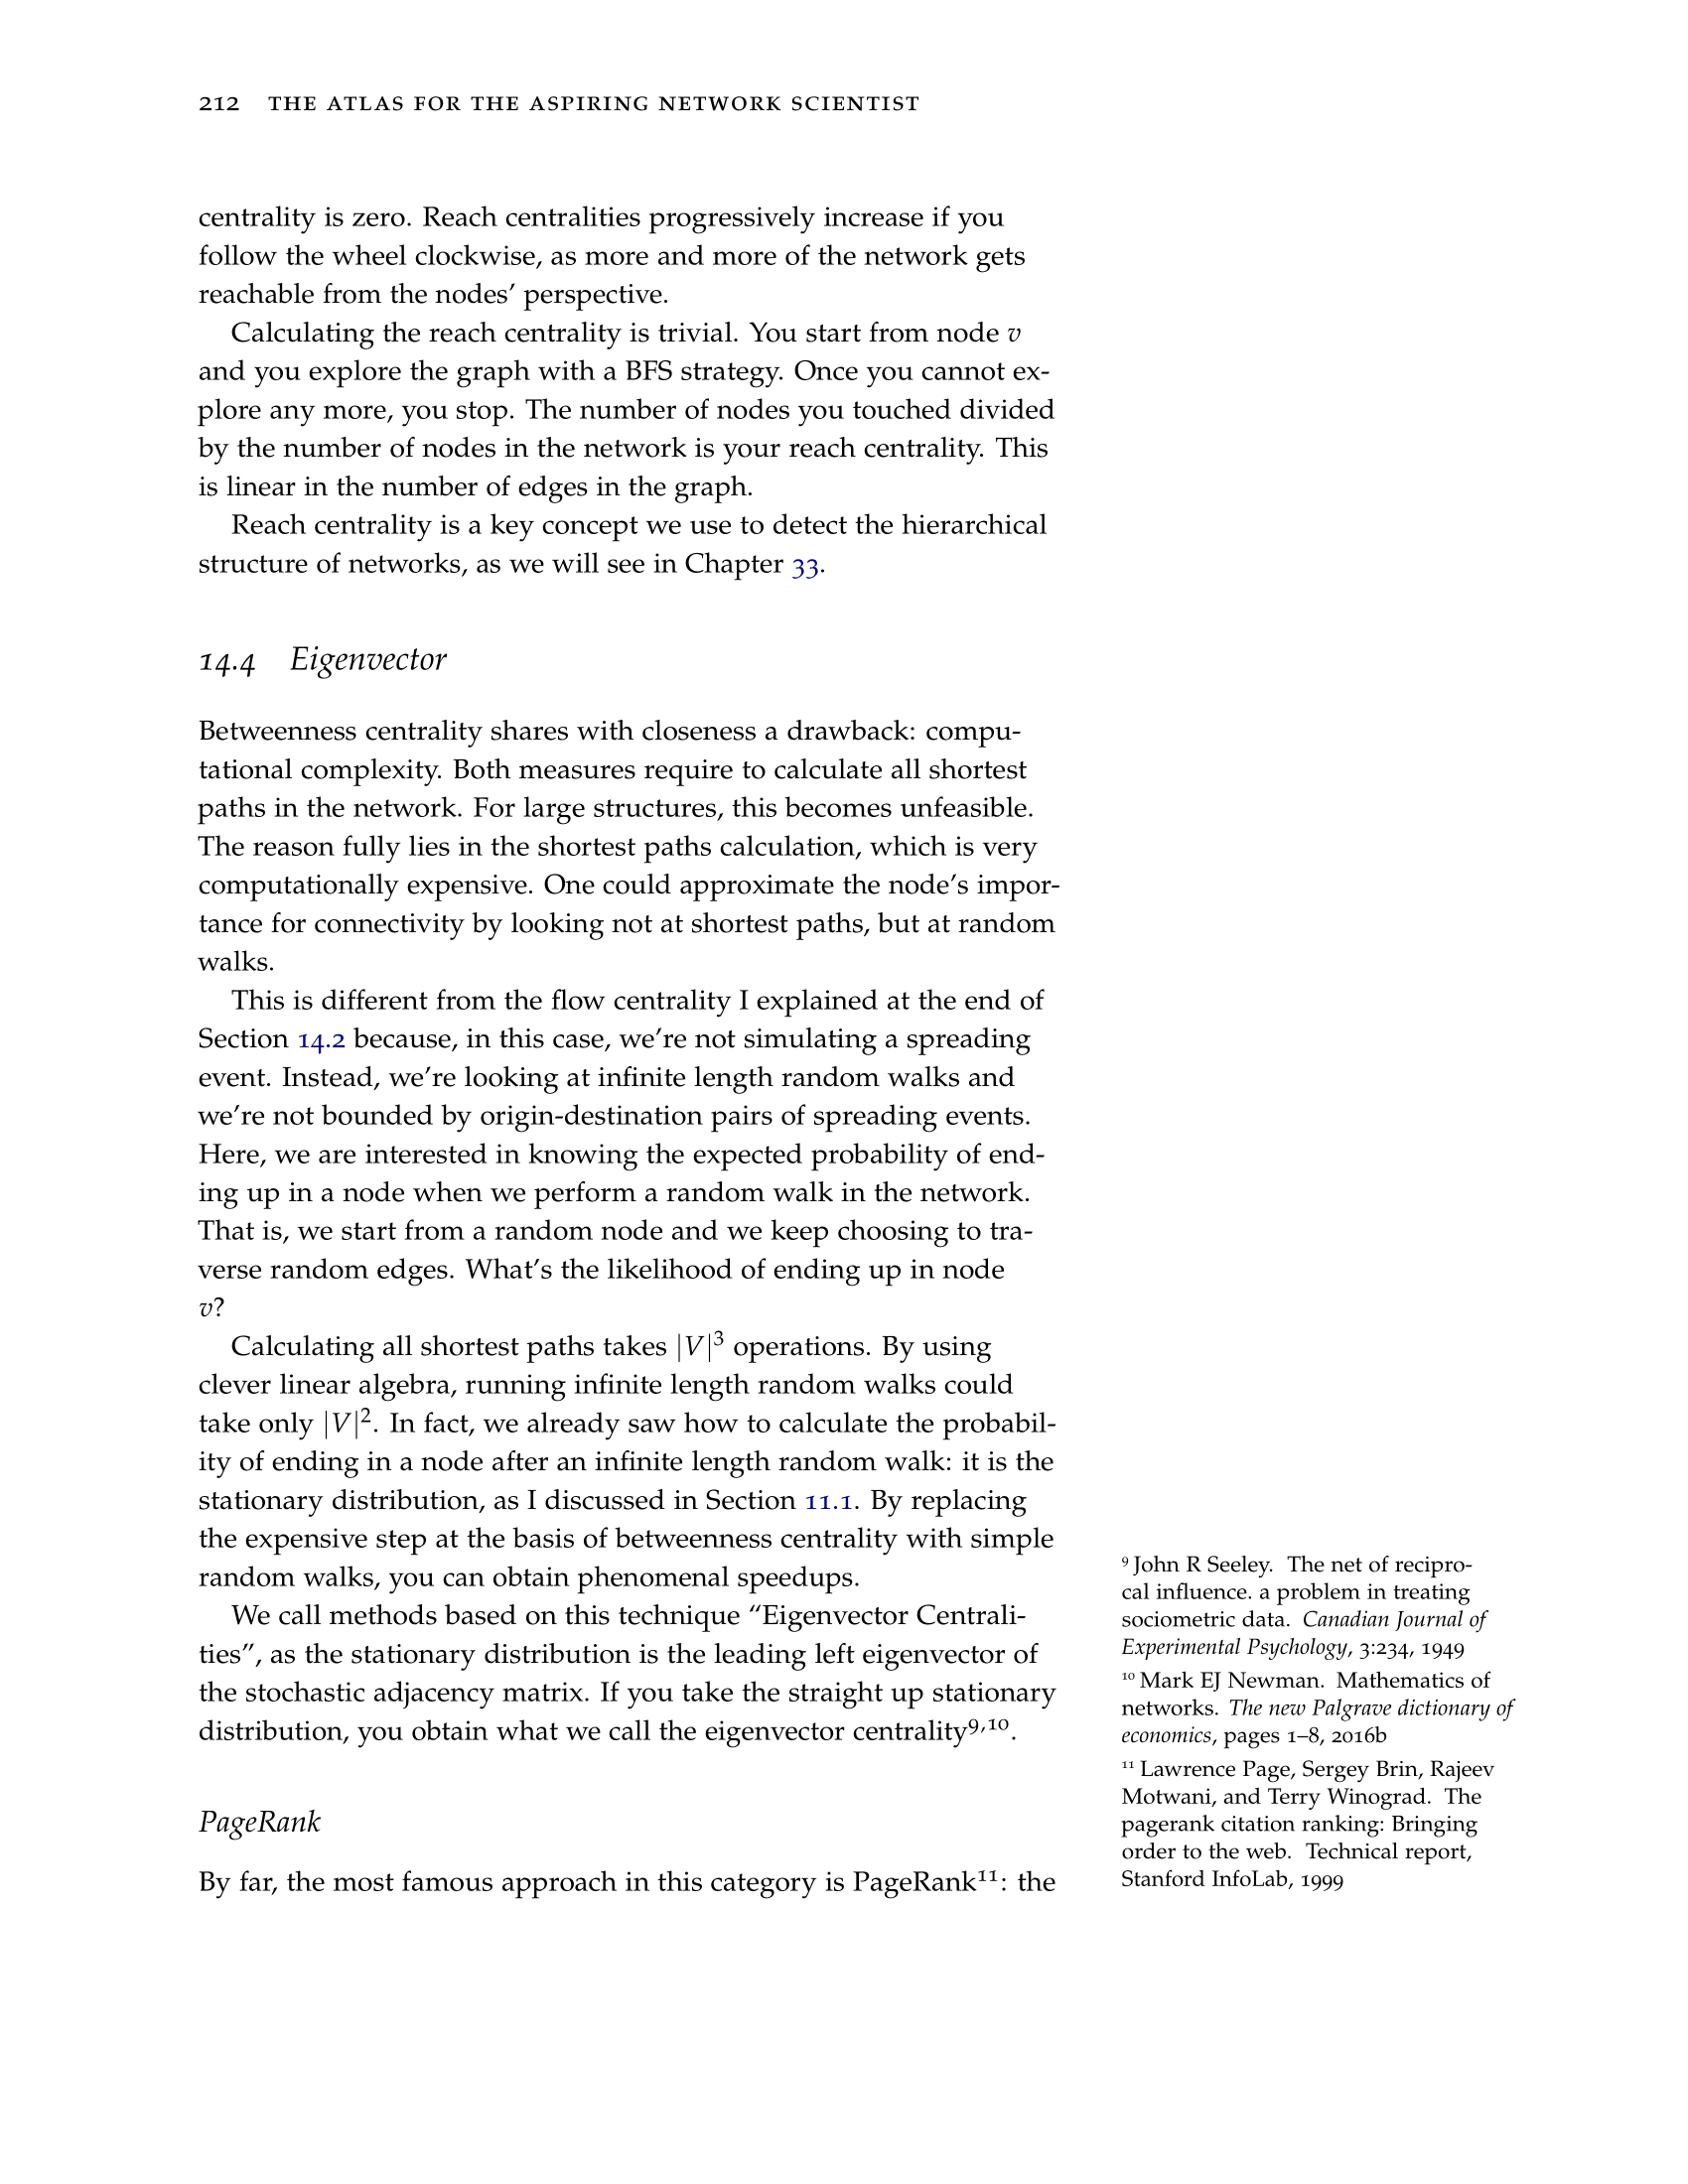 212 THE ATLAS FOR THE ASPIRING NETWORK SCIENTIST
centrality is zero. Reach centralities progressively increase if you
follow the wheel clockwise, as more and more of the network gets
reachable from the nodes’ perspective.
Calculating the reach centrality is trivial. You start from node v
and you explore the graph with a BFS strategy. Once you cannot ex-
plore any more, you stop. The number of nodes you touched divided
by the number of nodes in the network is your reach centrality. This
is linear in the number of edges in the graph.
Reach centrality is a key concept we use to detect the hierarchical
structure of networks, as we will see in Chapter 33.
14.4 Eigenvector
Betweenness centrality shares with closeness a drawback: compu-
tational complexity. Both measures require to calculate all shortest
paths in the network. For large structures, this becomes unfeasible.
The reason fully lies in the shortest paths calculation, which is very
computationally expensive. One could approximate the node’s impor-
tance for connectivity by looking not at shortest paths, but at random
walks.
This is different from the flow centrality I explained at the end of
Section 14.2 because, in this case, we’re not simulating a spreading
event. Instead, we’re looking at infinite length random walks and
we’re not bounded by origin-destination pairs of spreading events.
Here, we are interested in knowing the expected probability of end-
ing up in a node when we perform a random walk in the network.
That is, we start from a random node and we keep choosing to tra-
verse random edges. What’s the likelihood of ending up in node
v?
Calculating all shortest paths takes |V|³ operations. By using
clever linear algebra, running infinite length random walks could
take only |V|². In fact, we already saw how to calculate the probabil-
ity of ending in a node after an infinite length random walk: it is the
stationary distribution, as I discussed in Section 11.1. By replacing
the expensive step at the basis of betweenness centrality with simple
random walks, you can obtain phenomenal speedups.
We call methods based on this technique “Eigenvector Centrali-
ties”, as the stationary distribution is the leading left eigenvector of
the stochastic adjacency matrix. If you take the straight up stationary
distribution, you obtain what we call the eigenvector centrality⁹,¹⁰.
PageRank
By far, the most famous approach in this category is PageRank¹¹: the
⁹ John R Seeley. The net of recipro-
cal influence. a problem in treating
sociometric data. Canadian Journal of
Experimental Psychology, 3:234, 1949
¹⁰ Mark EJ Newman. Mathematics of
networks. The new Palgrave dictionary of
economics, pages 1–8, 2016b
¹¹ Lawrence Page, Sergey Brin, Rajeev
Motwani, and Terry Winograd. The
pagerank citation ranking: Bringing
order to the web. Technical report,
Stanford InfoLab, 1999